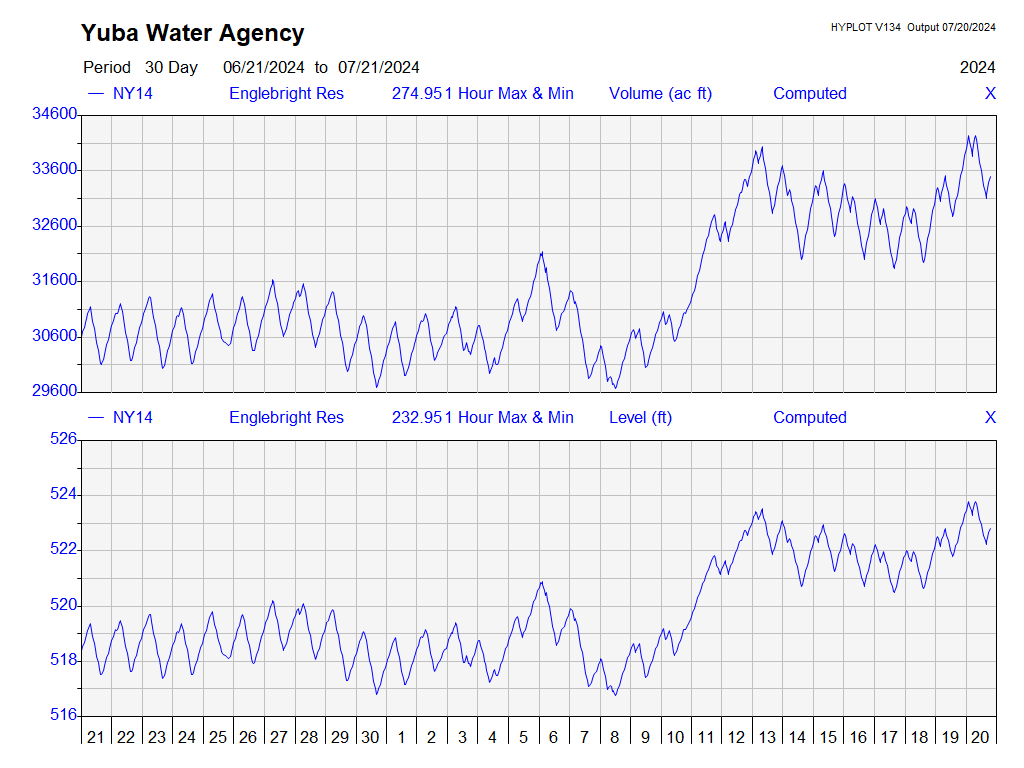 Yuba Water Agency
HYPLOT V134 Output 07/20/2024
Period 30 Day 06/21/2024 to 07/21/2024 2024
NY14 Englebright Res 274.951 Hour Max & Min Volume (ac ft) Computed X
34600
33600
32600
31600
30600
29600
NY14 Englebright Res 232.951 Hour Max & Min Level (ft) Computed X
526
524
522
520
518
516
21 22 23 24 25 26 27 28 29 30 1 2 3 4 5 6 7 8 9 10 11 12 13 14 15 16 17 18 19 20